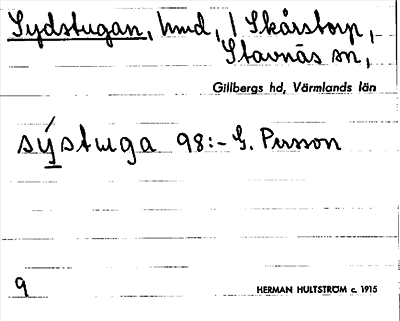 Sydstugan, hmd, i Skårstorp,
Stavnäs sn,
Gillbergs hd, Värmlands län
sýstuga 98:- G. Persson
9
HERMAN HULTSTRÖM c. 1915